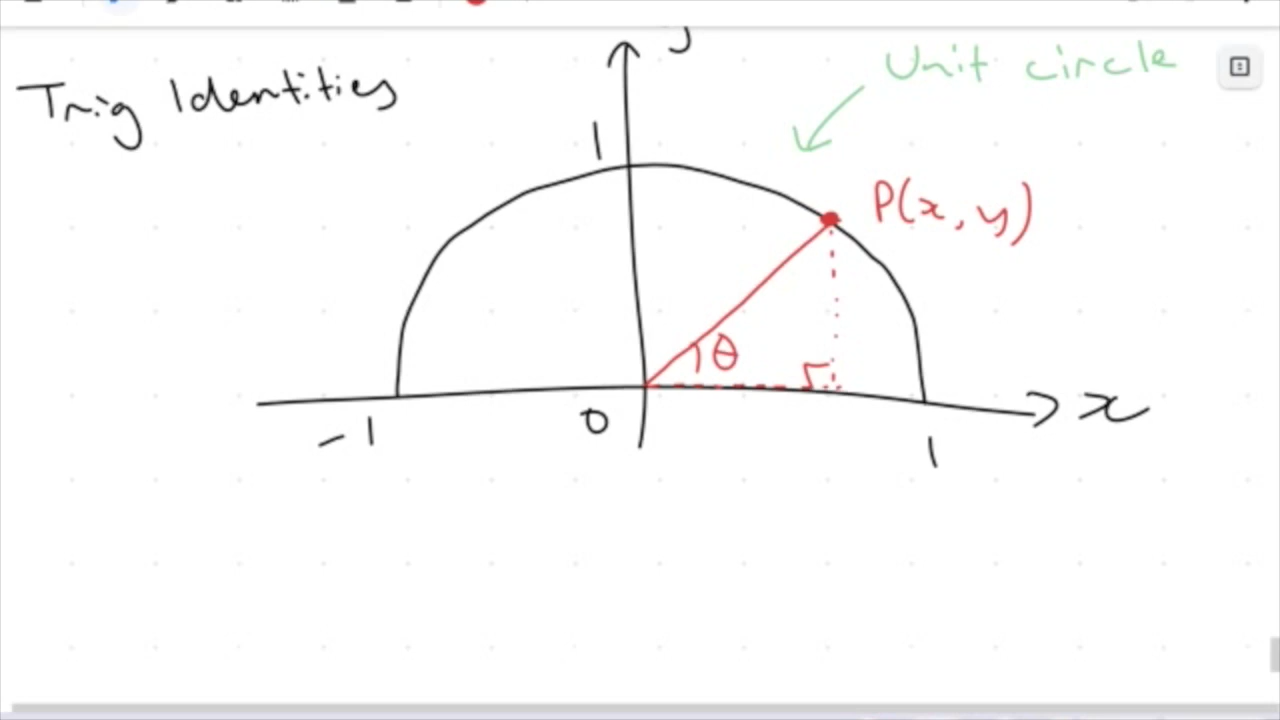 Unit circle
Trig Identities
1
P(x, y)
θ
x
-1
0
1